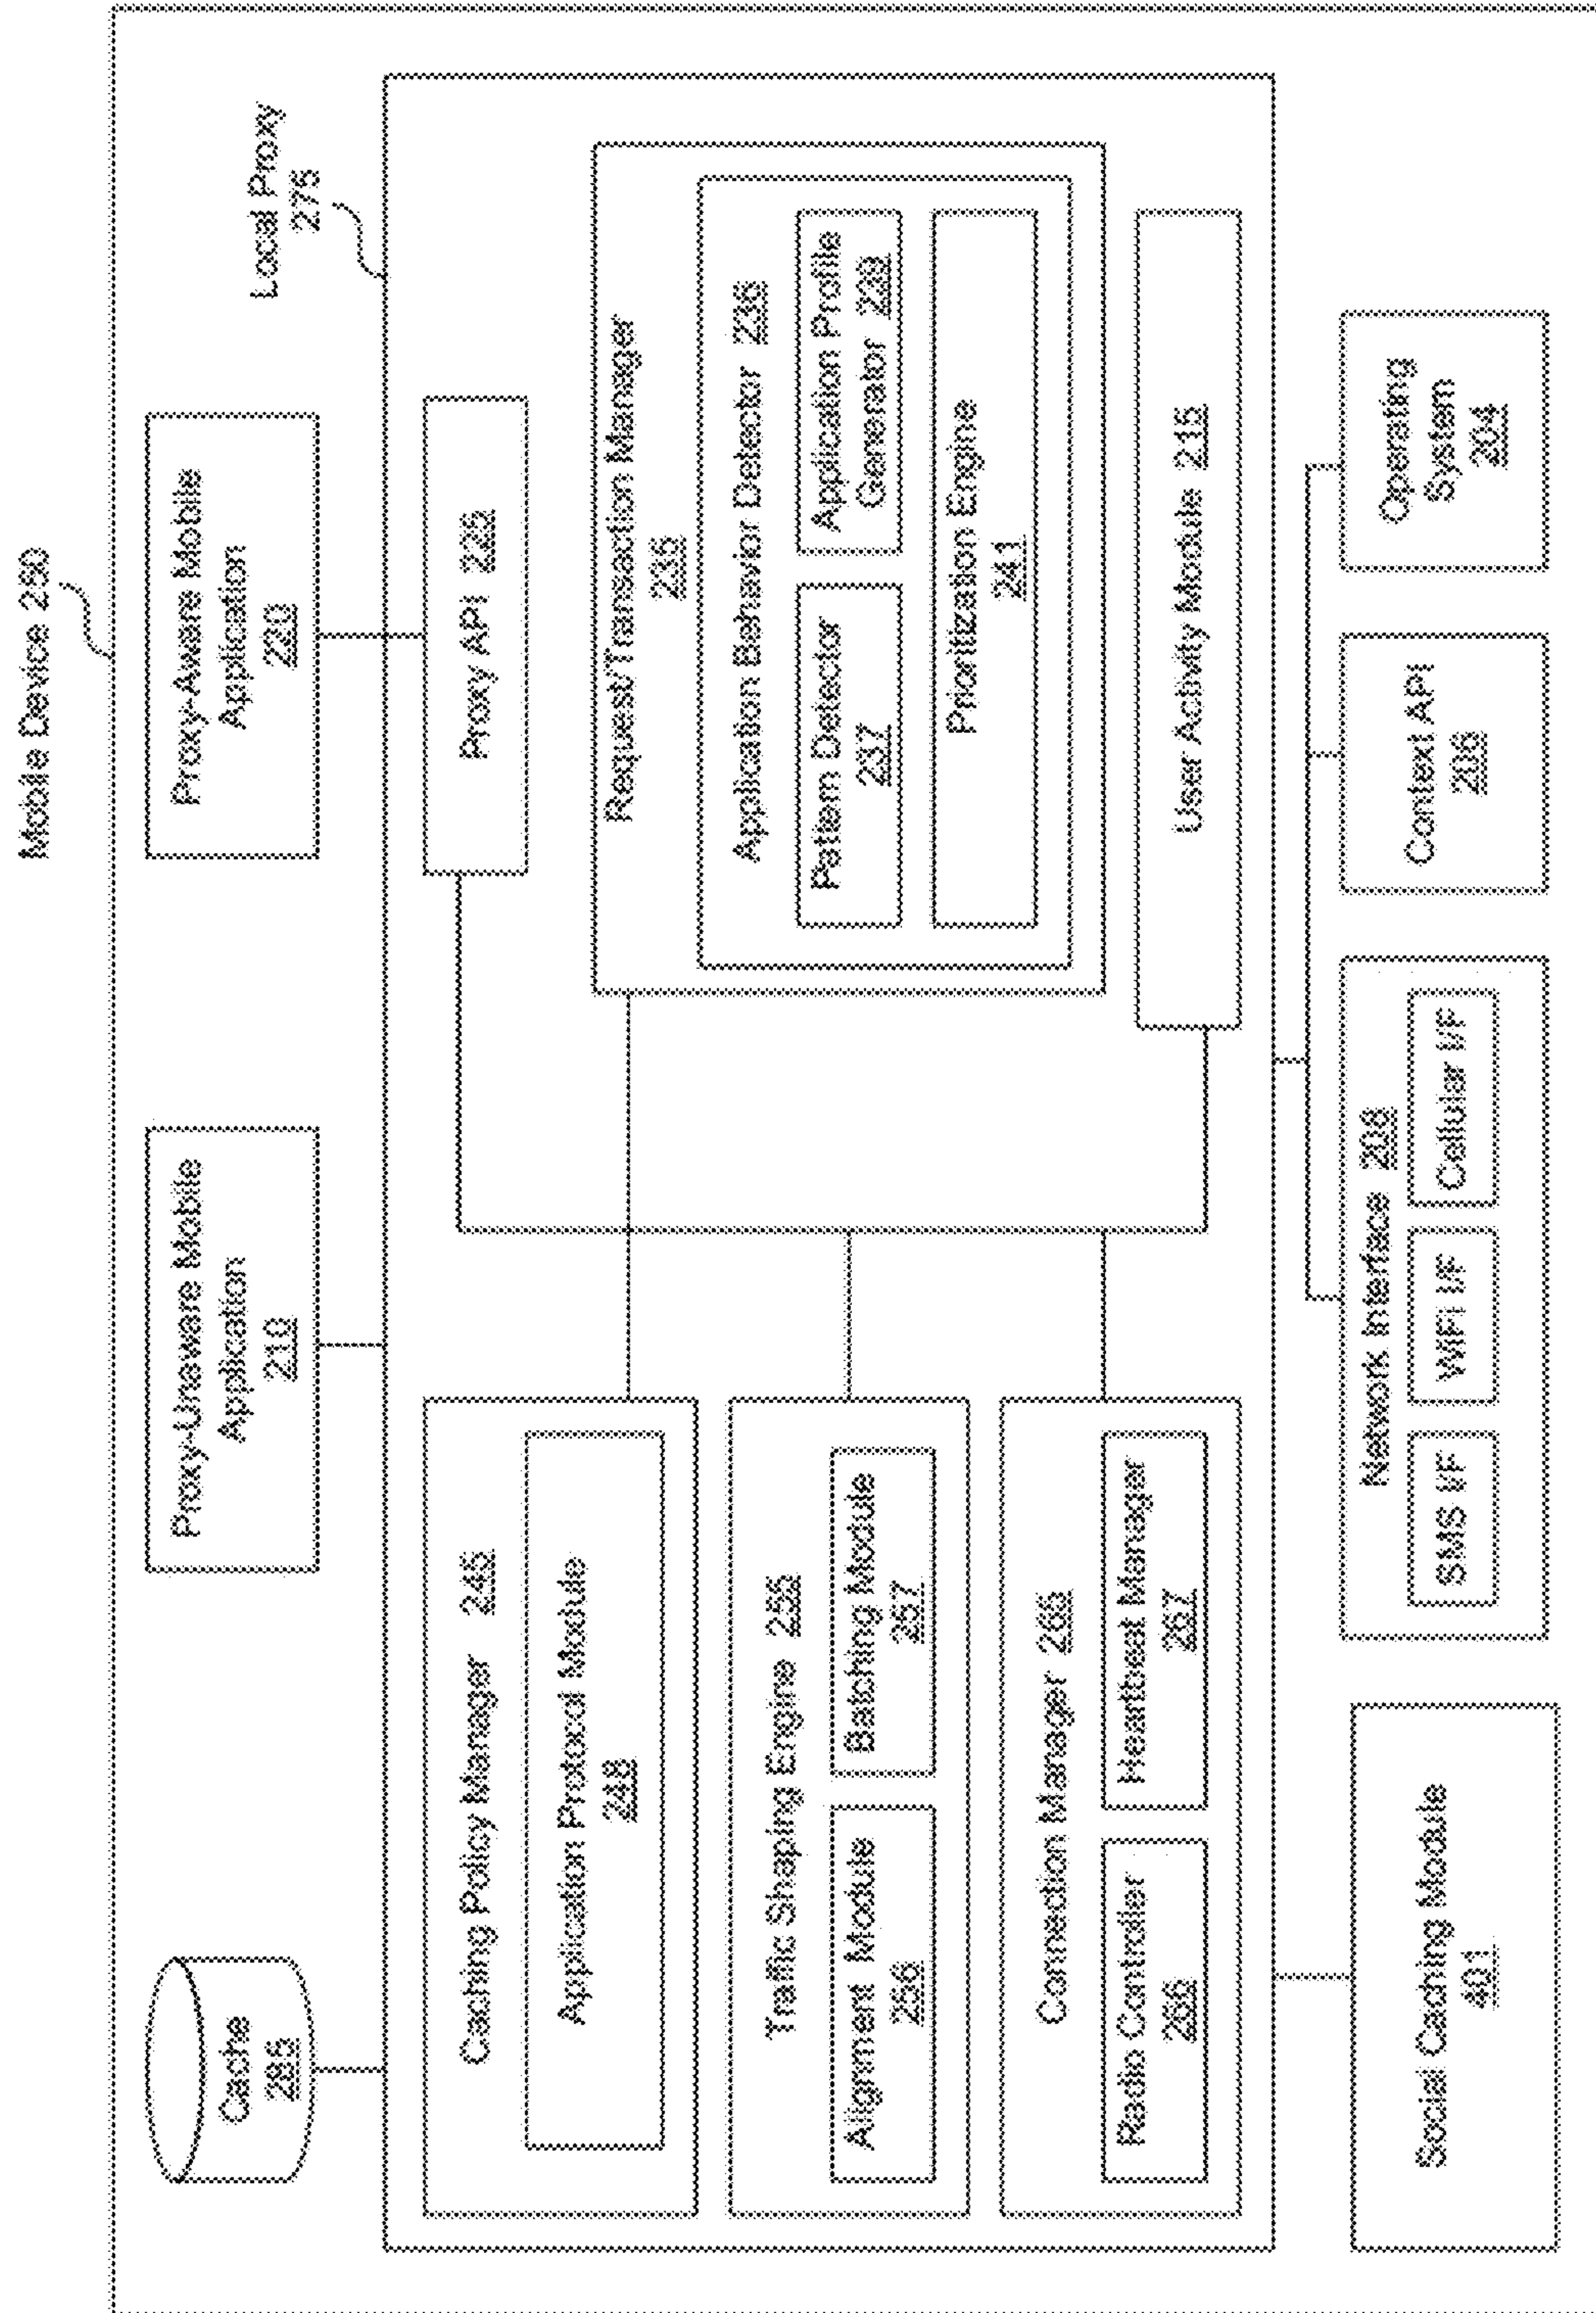 Mobile Device 250
Local Proxy
275
Cache
285
Proxy-Unaware Mobile
Application
210
Proxy-Aware Mobile
Application
220
Proxy API 225
Caching Policy Manager 245
Application Protocol Module
248
Traffic Shaping Engine 255
Alignment Module
256
Batching Module
257
Connection Manager 265
Radio Controller
266
Heartbeat Manager
267
Request/Transaction Manager
235
Application Behavior Detector 236
Pattern Detector
237
Application Profile
Generator 239
Prioritization Engine
241
User Activity Module 215
Social Caching Module
401
Network Interface 208
SMS I/F
WiFi I/F
Cellular I/F
Context API
206
Operating
System
204